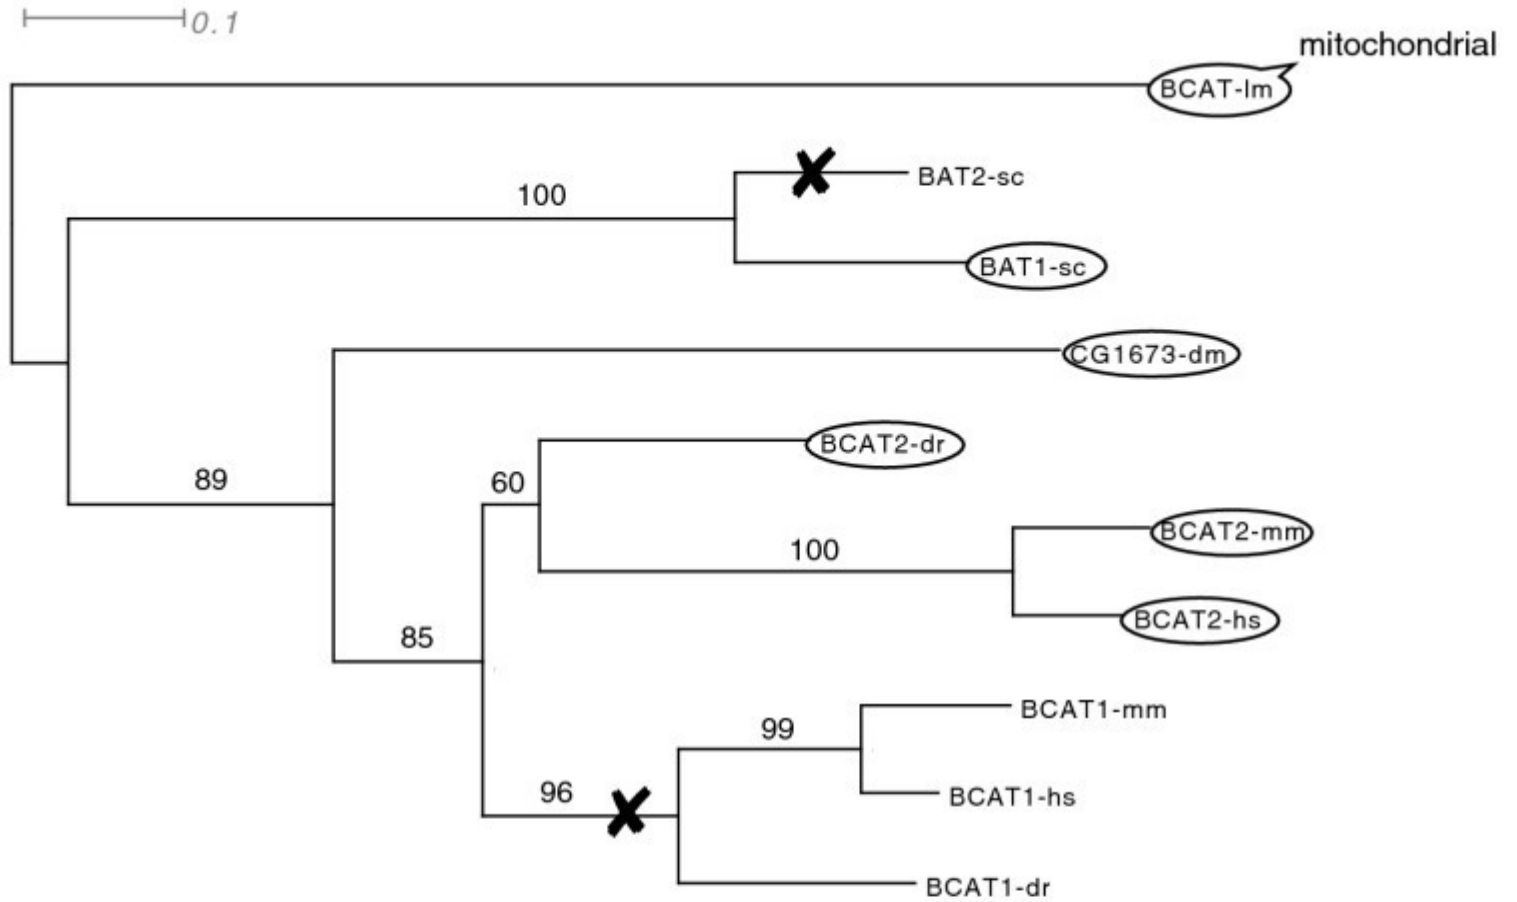 0.1
mitochondrial
BCAT-lm
BAT2-sc
100
BAT1-sc
CG1673-dm
BCAT2-dr
89
60
BCAT2-mm
100
BCAT2-hs
85
BCAT1-mm
99
96
BCAT1-hs
BCAT1-dr